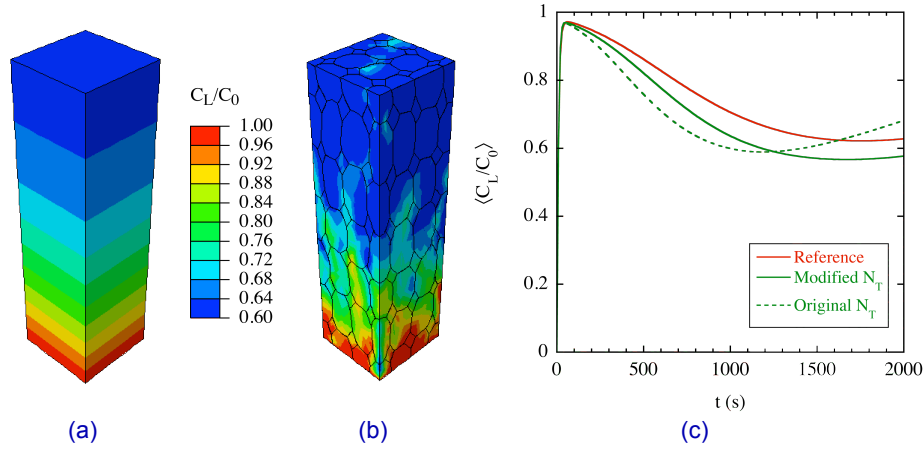 C_L/C_0
1.00
0.96
0.92
0.88
0.84
0.80
0.76
0.72
0.68
0.64
0.60
⟨C_L/C_0⟩
1
0.8
0.6
0.4
0.2
0
0 500 1000 1500 2000
t (s)
Reference
Modified N_T
Original N_T
(a) (b) (c)